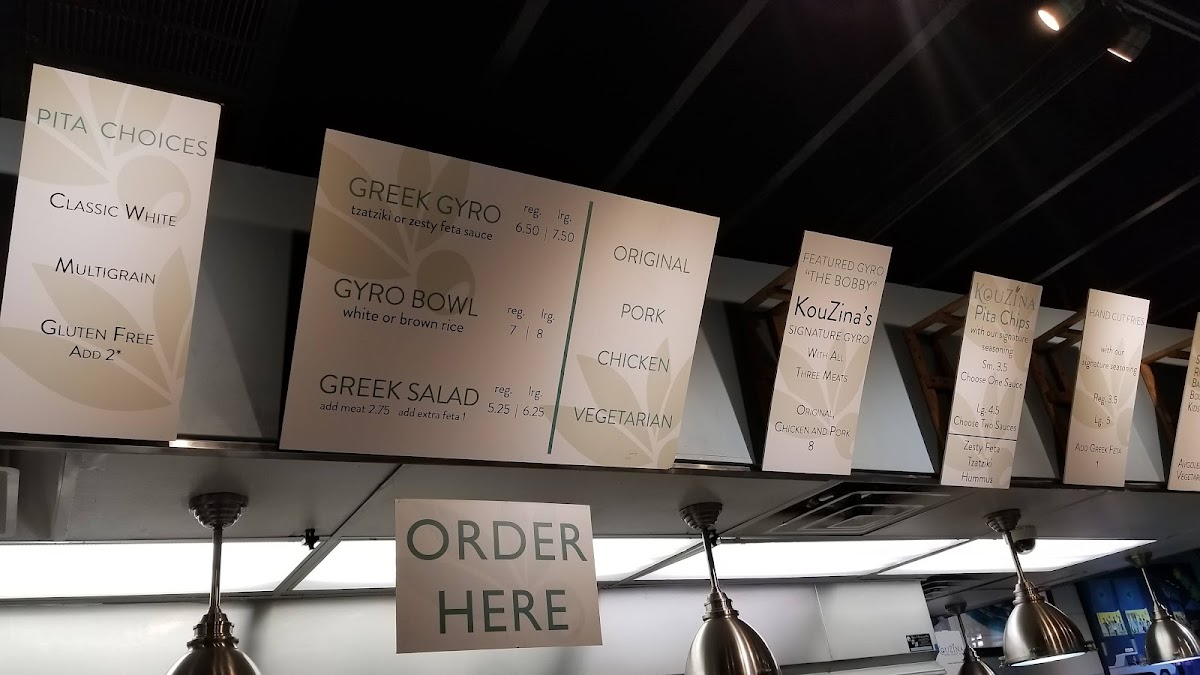 PITA CHOICES
CLASSIC WHITE
MULTIGRAIN
GLUTEN FREE
ADD 2*
GREEK GYRO
tzatziki or zesty feta sauce
reg. lrg.
6.50 | 7.50
GYRO BOWL
white or brown rice
reg. lrg.
7 | 8
GREEK SALAD
add meat 2.75 add extra feta 1
reg. lrg.
5.25 | 6.25
ORIGINAL
PORK
CHICKEN
VEGETARIAN
FEATURED GYRO
"THE BOBBY"
KOUZINA'S
SIGNATURE GYRO
WITH ALL
THREE MEATS
ORIGINAL,
CHICKEN AND PORK
8
KOUZINA
Pita Chips
with our signature
seasoning
Sm. 3.5
Choose One Sauce
Lg. 4.5
Choose Two Sauces
Zesty Feta
Tzatziki
Hummus
HAND CUT FRIES
with our
signature seasoning
Reg. 3.5
Lg. 5
ADD GREEK FETA
1
ORDER
HERE